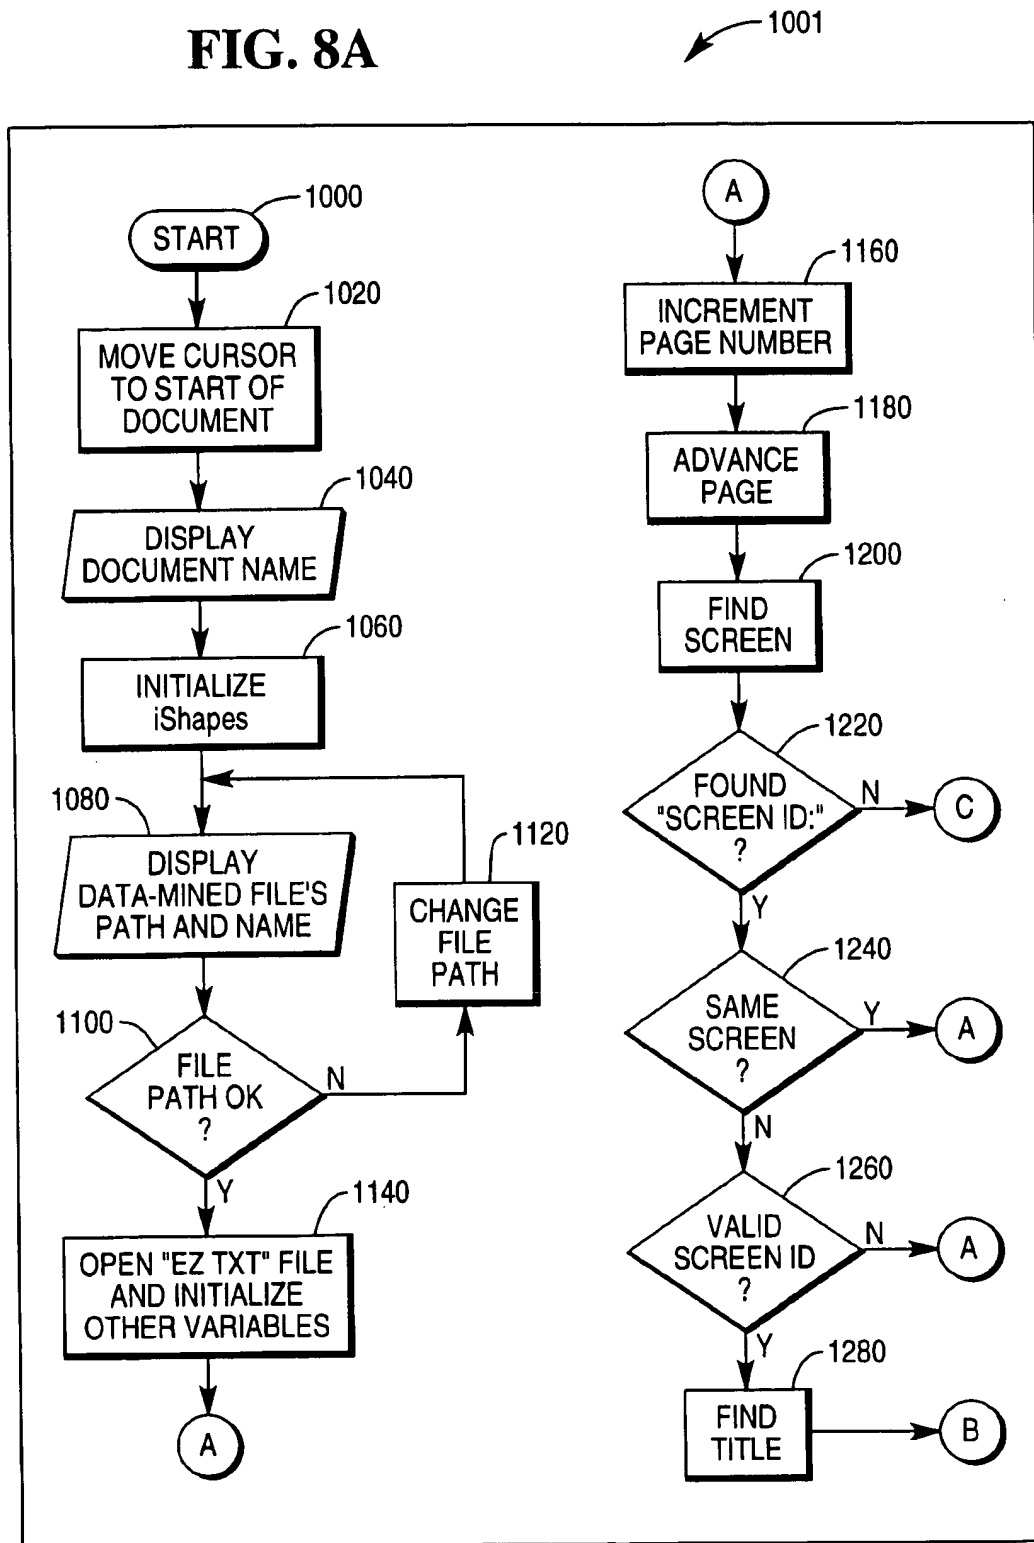 FIG. 8A
1001
1000
START
1020
MOVE CURSOR
TO START OF
DOCUMENT
1040
DISPLAY
DOCUMENT NAME
1060
INITIALIZE
iShapes
1080
DISPLAY
DATA-MINED FILE'S
PATH AND NAME
1120
CHANGE
FILE
PATH
1100
FILE
PATH OK
?
N
Y
1140
OPEN "EZ TXT" FILE
AND INITIALIZE
OTHER VARIABLES
A
A
1160
INCREMENT
PAGE NUMBER
1180
ADVANCE
PAGE
1200
FIND
SCREEN
1220
FOUND
"SCREEN ID:"
?
N
C
Y
1240
SAME
SCREEN
?
Y
A
N
1260
VALID
SCREEN ID
?
N
A
Y
1280
FIND
TITLE
B